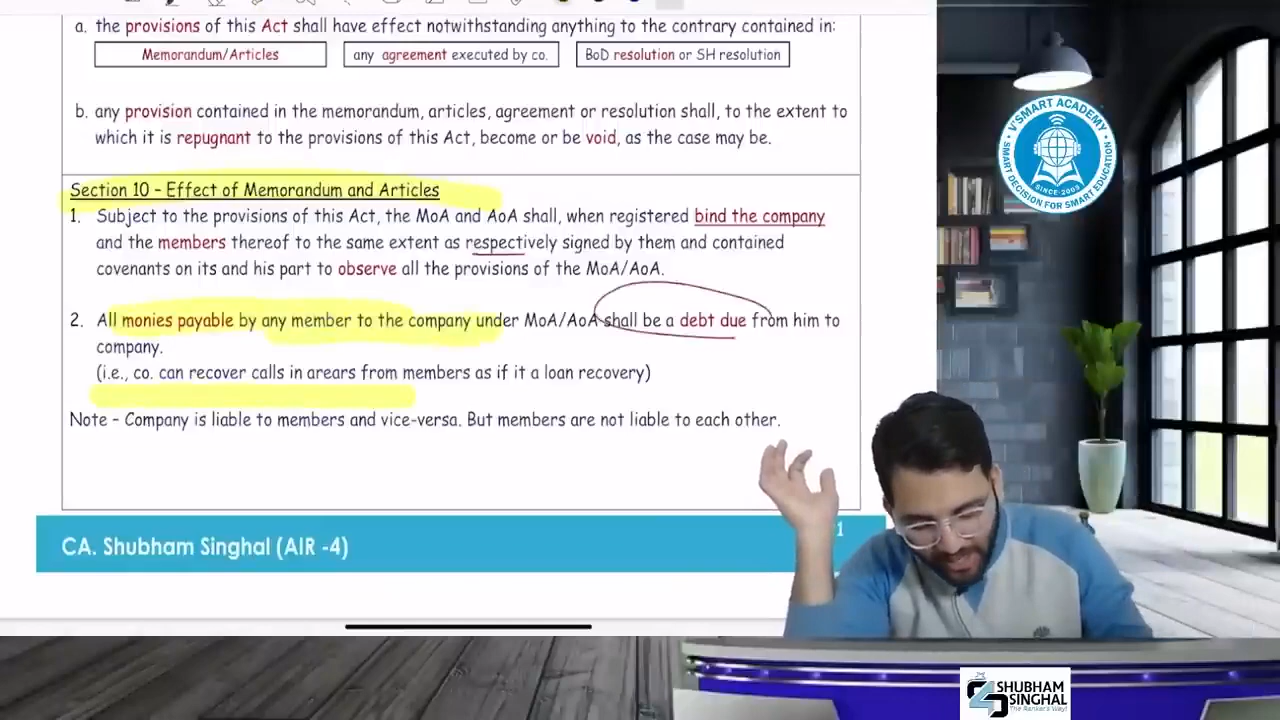 a. the provisions of this Act shall have effect notwithstanding anything to the contrary contained in:
Memorandum/Articles
any agreement executed by co.
BoD resolution or SH resolution
b. any provision contained in the memorandum, articles, agreement or resolution shall, to the extent to
which it is repugnant to the provisions of this Act, become or be void, as the case may be.
Section 10 - Effect of Memorandum and Articles
1. Subject to the provisions of this Act, the MoA and AoA shall, when registered bind the company
and the members thereof to the same extent as respectively signed by them and contained
covenants on its and his part to observe all the provisions of the MoA/AoA.
2. All monies payable by any member to the company under MoA/AoA shall be a debt due from him to
company.
(i.e., co. can recover calls in arears from members as if it a loan recovery)
Note - Company is liable to members and vice-versa. But members are not liable to each other.
1
CA. Shubham Singhal (AIR -4)
V'SMART ACADEMY
SMART DECISION FOR SMART EDUCATION
SINCE-2005
SHUBHAM
SINGHAL
The Ranker's Way!